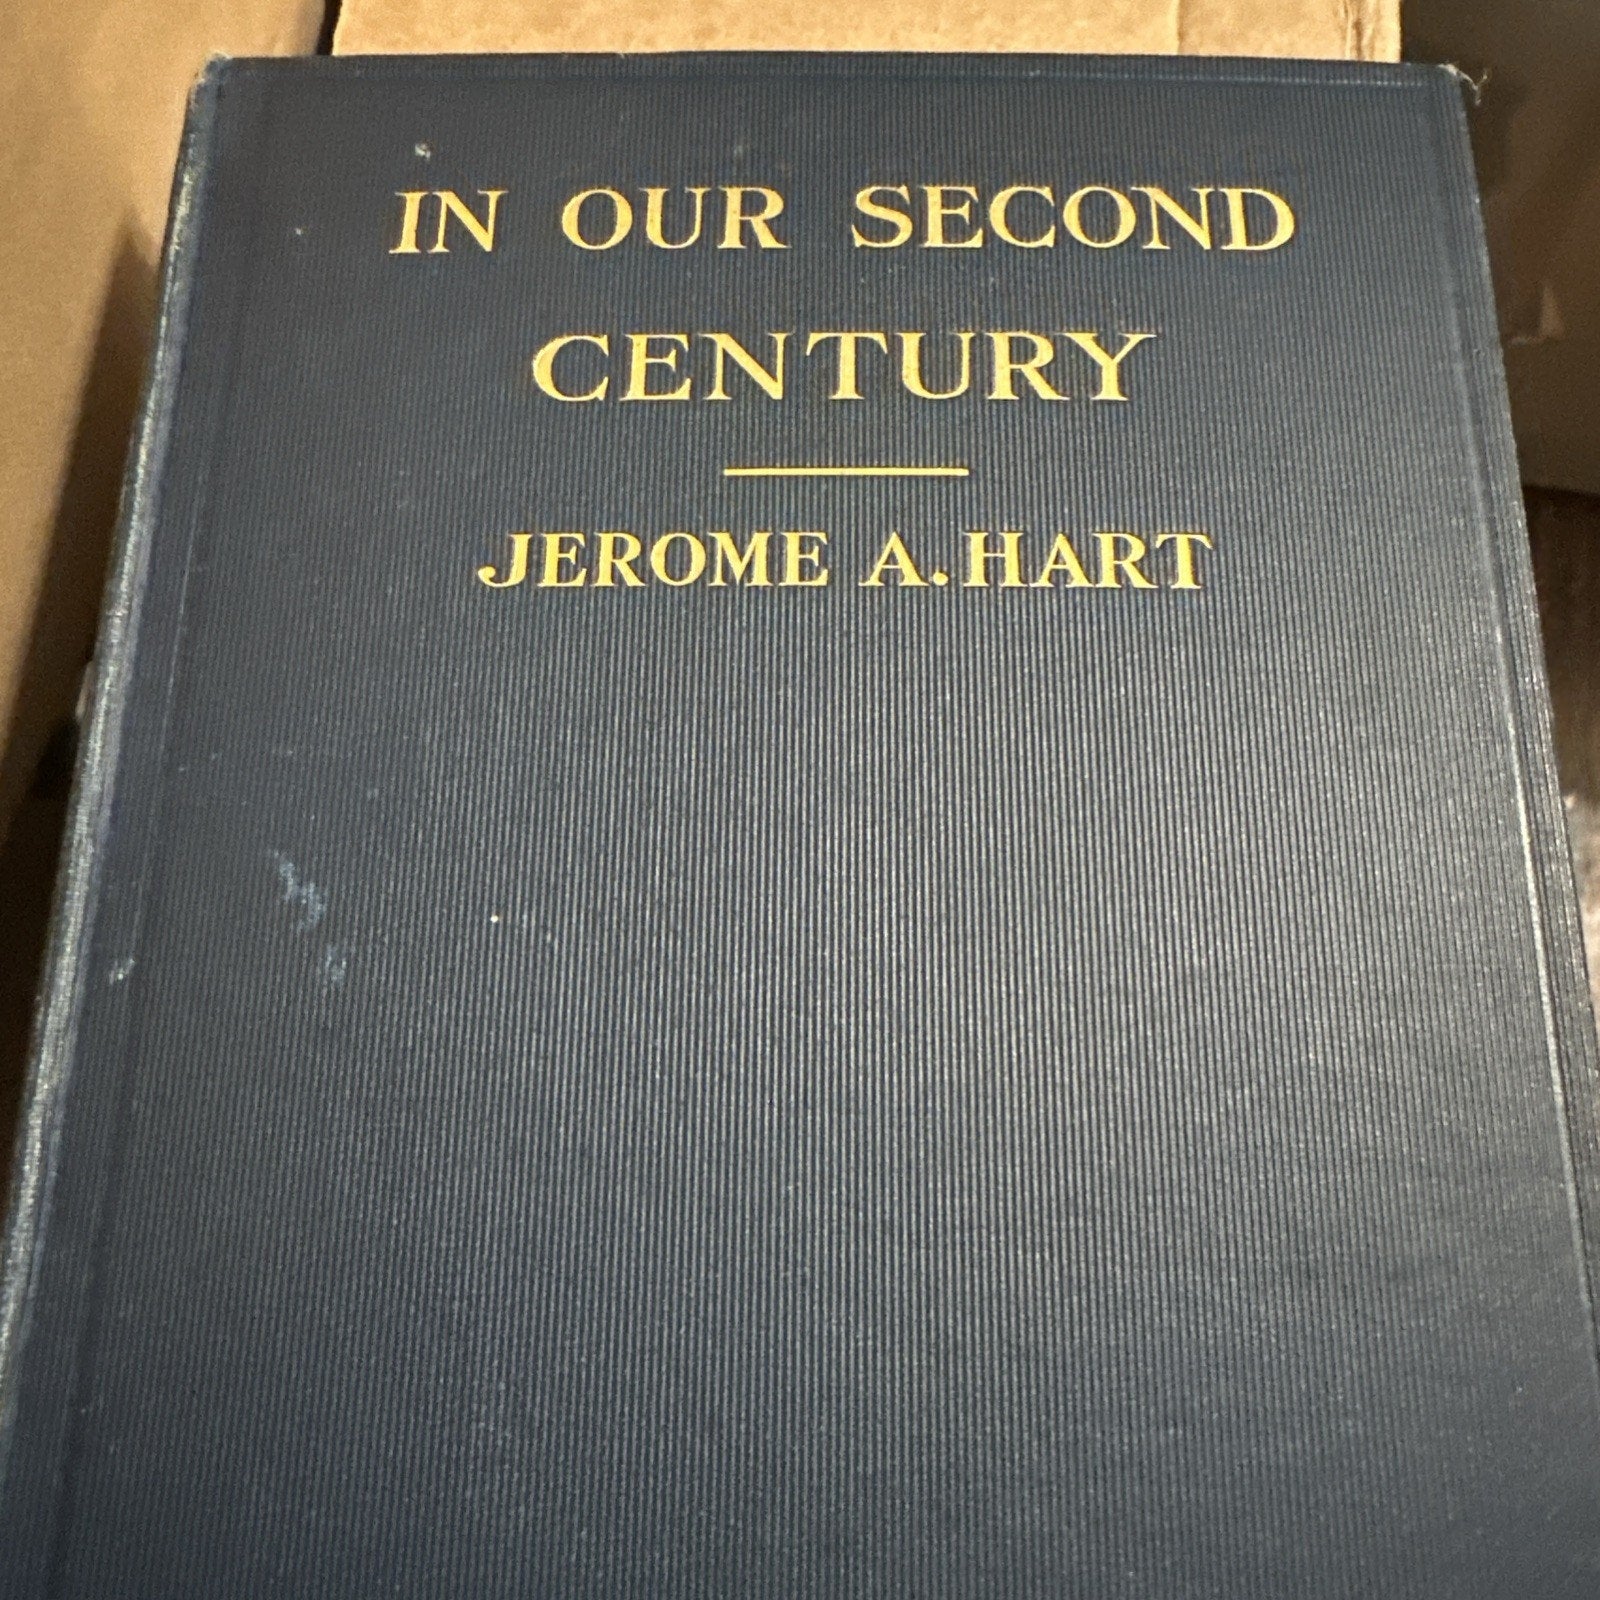 IN OUR SECOND
CENTURY
JEROME A. HART